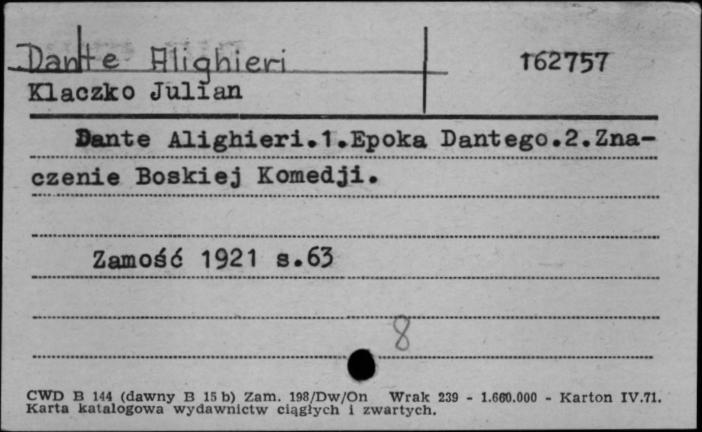 Dante Alighieri
162757
Klaczko Julian
Dante Alighieri.1.Epoka Dantego.2.Zna-
czenie Boskiej Komedji.
Zamość 1921 s.63
8
CWD B 144 (dawny B 15 b) Zam. 198/Dw/On Wrak 239 - 1.660.000 - Karton IV.71.
Karta katalogowa wydawnictw ciągłych i zwartych.